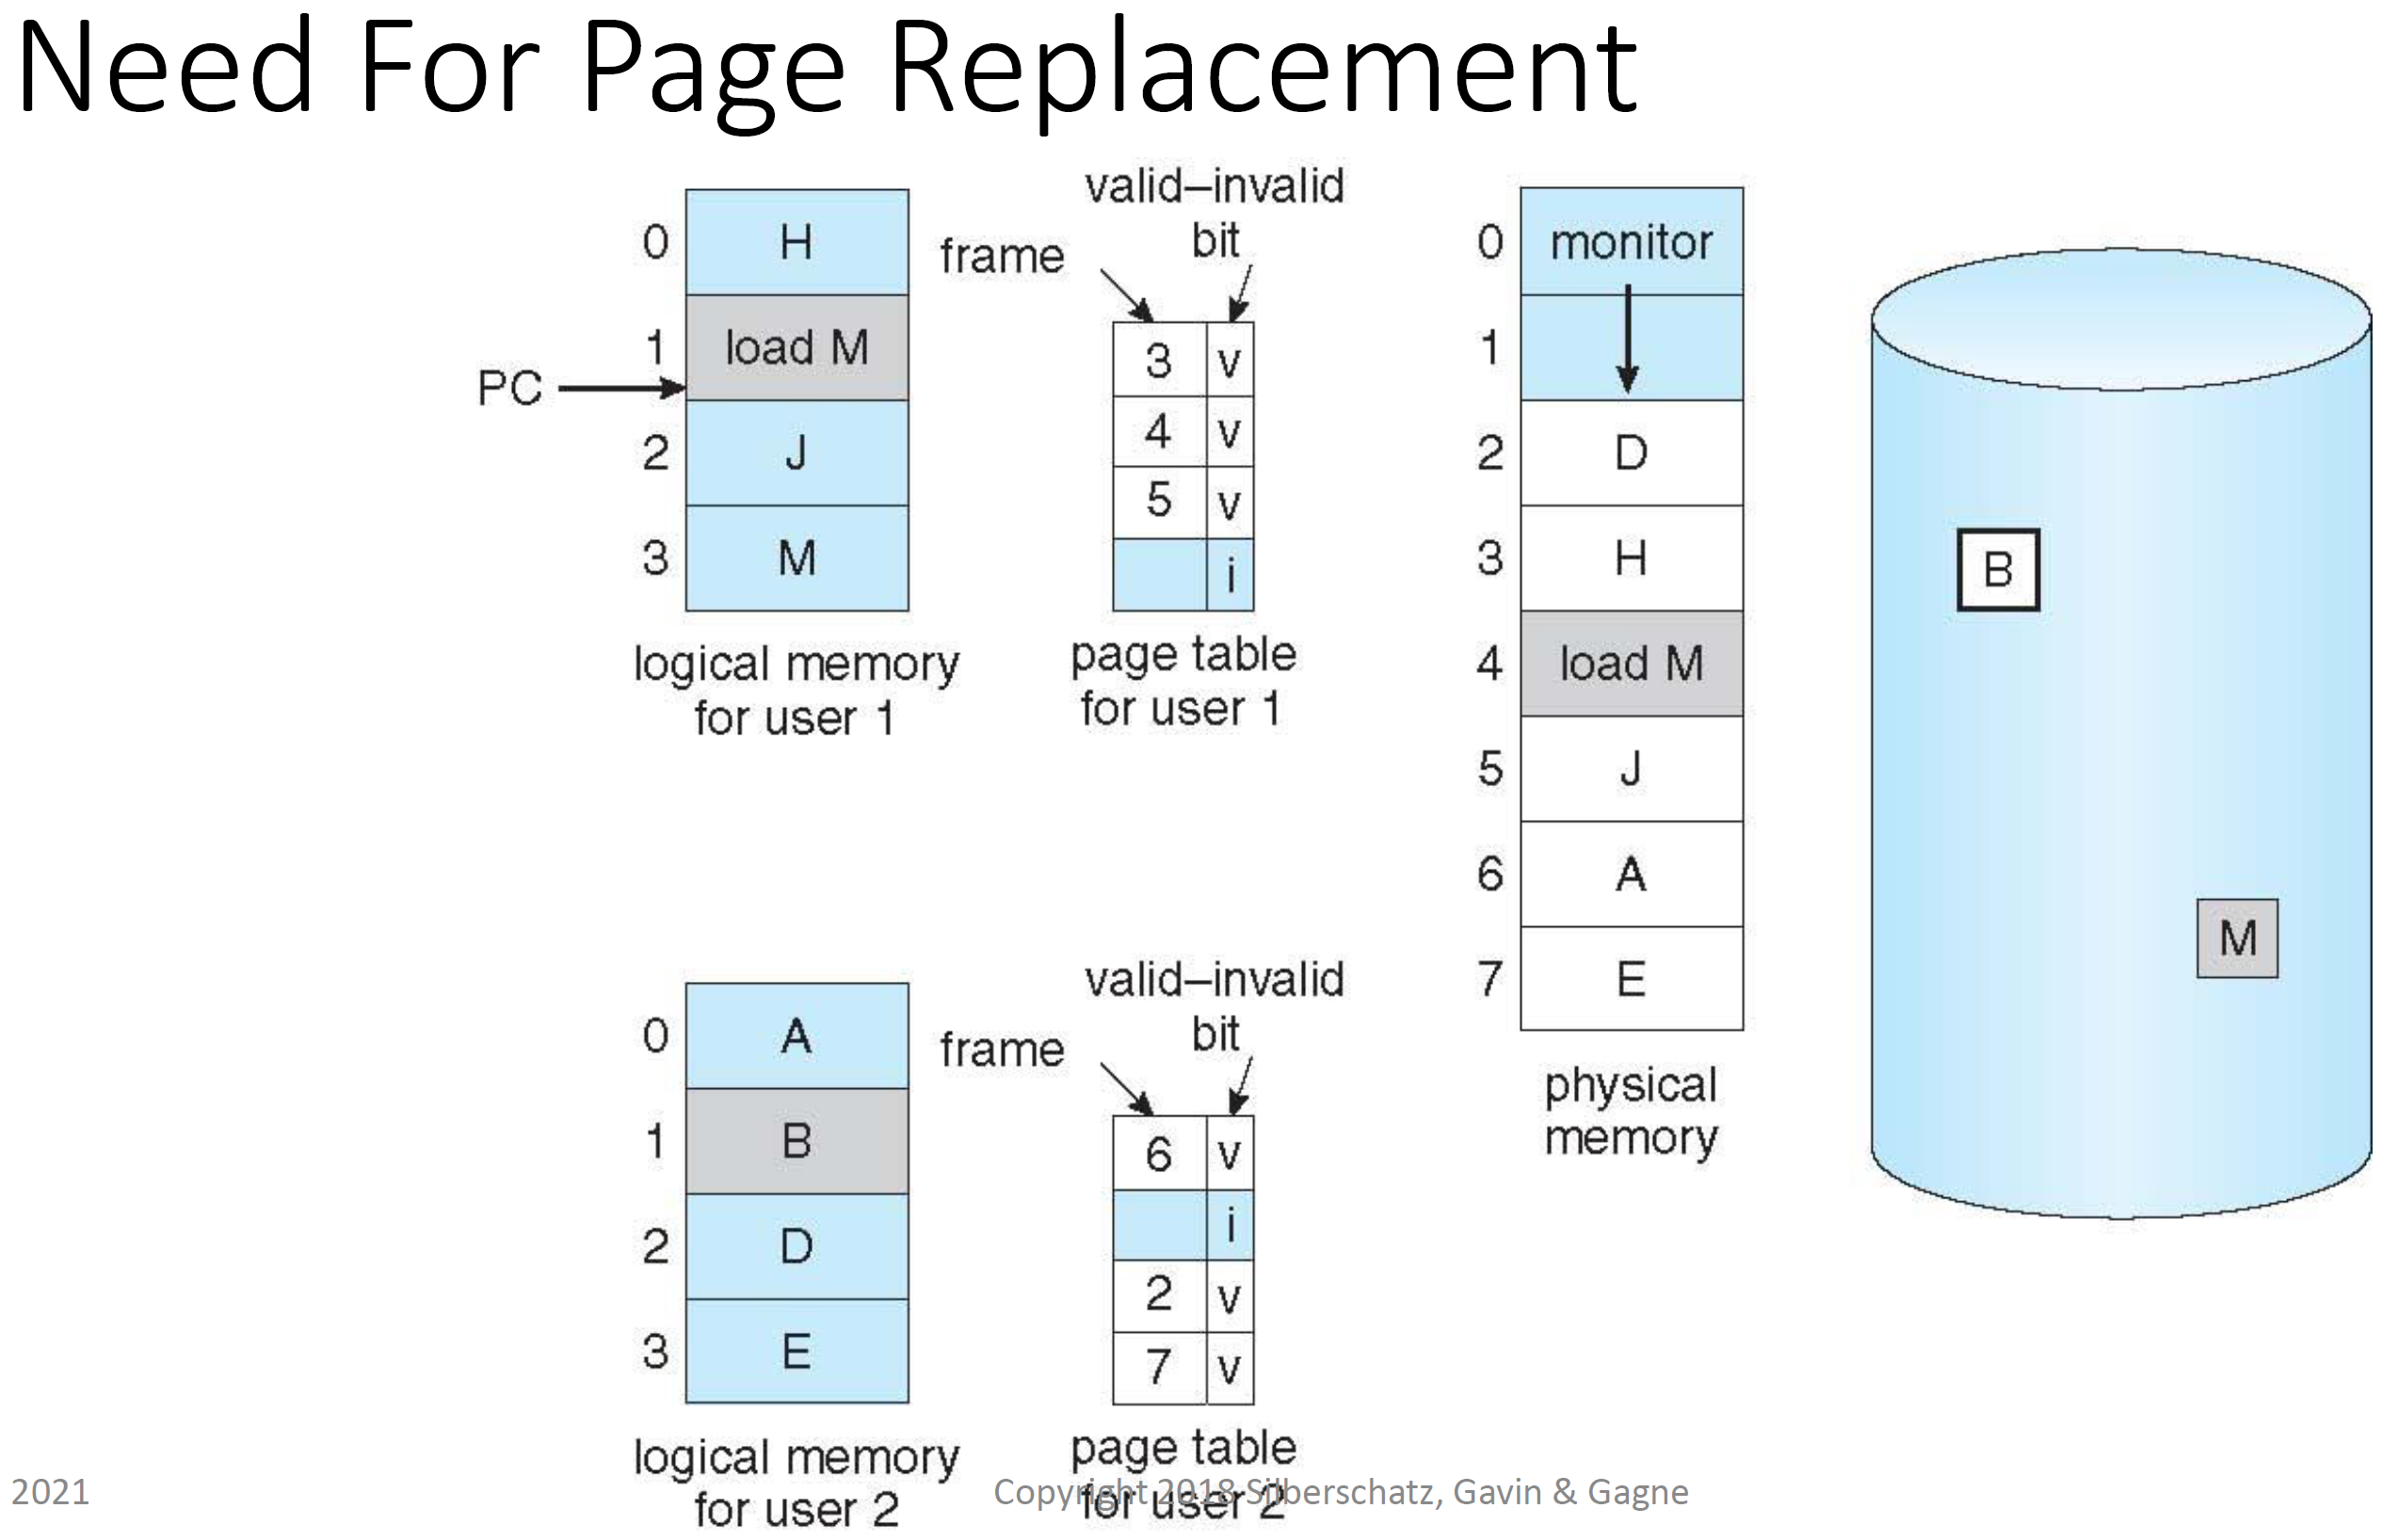 Need For Page Replacement
valid–invalid
bit
frame
0 H
1 load M
PC
2 J
3 M
3 v
4 v
5 v
i
logical memory
for user 1
page table
for user 1
0 monitor
1
2 D
3 H
4 load M
5 J
6 A
7 E
physical
memory
B
M
valid–invalid
bit
frame
0 A
1 B
2 D
3 E
6 v
i
2 v
7 v
logical memory
for user 2
page table
for user 2
2021
Copyright 2018 Silberschatz, Gavin & Gagne